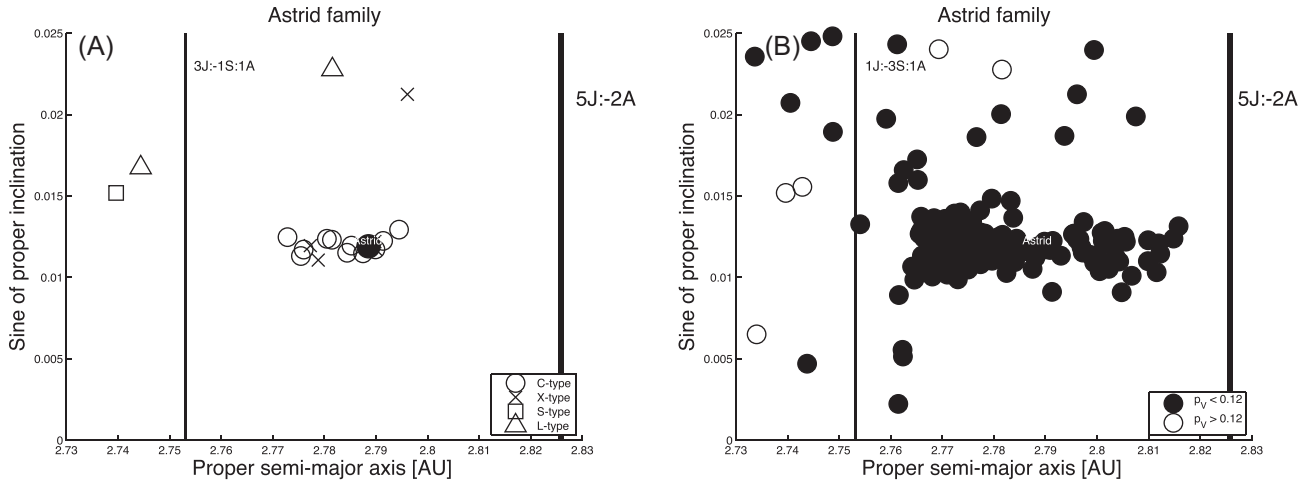 Astrid family
(A)
3J:-1S:1A
5J:-2A
Astrid
Sine of proper inclination
0.025
0.02
0.015
0.01
0.005
0
C-type
X-type
S-type
L-type
2.73
2.74
2.75
2.76
2.77
2.78
2.79
2.8
2.81
2.82
2.83
Proper semi-major axis [AU]
Astrid family
(B)
1J:-3S:1A
5J:-2A
Astrid
Sine of proper inclination
0.025
0.02
0.015
0.01
0.005
0
pV < 0.12
pV > 0.12
2.73
2.74
2.75
2.76
2.77
2.78
2.79
2.8
2.81
2.82
2.83
Proper semi-major axis [AU]